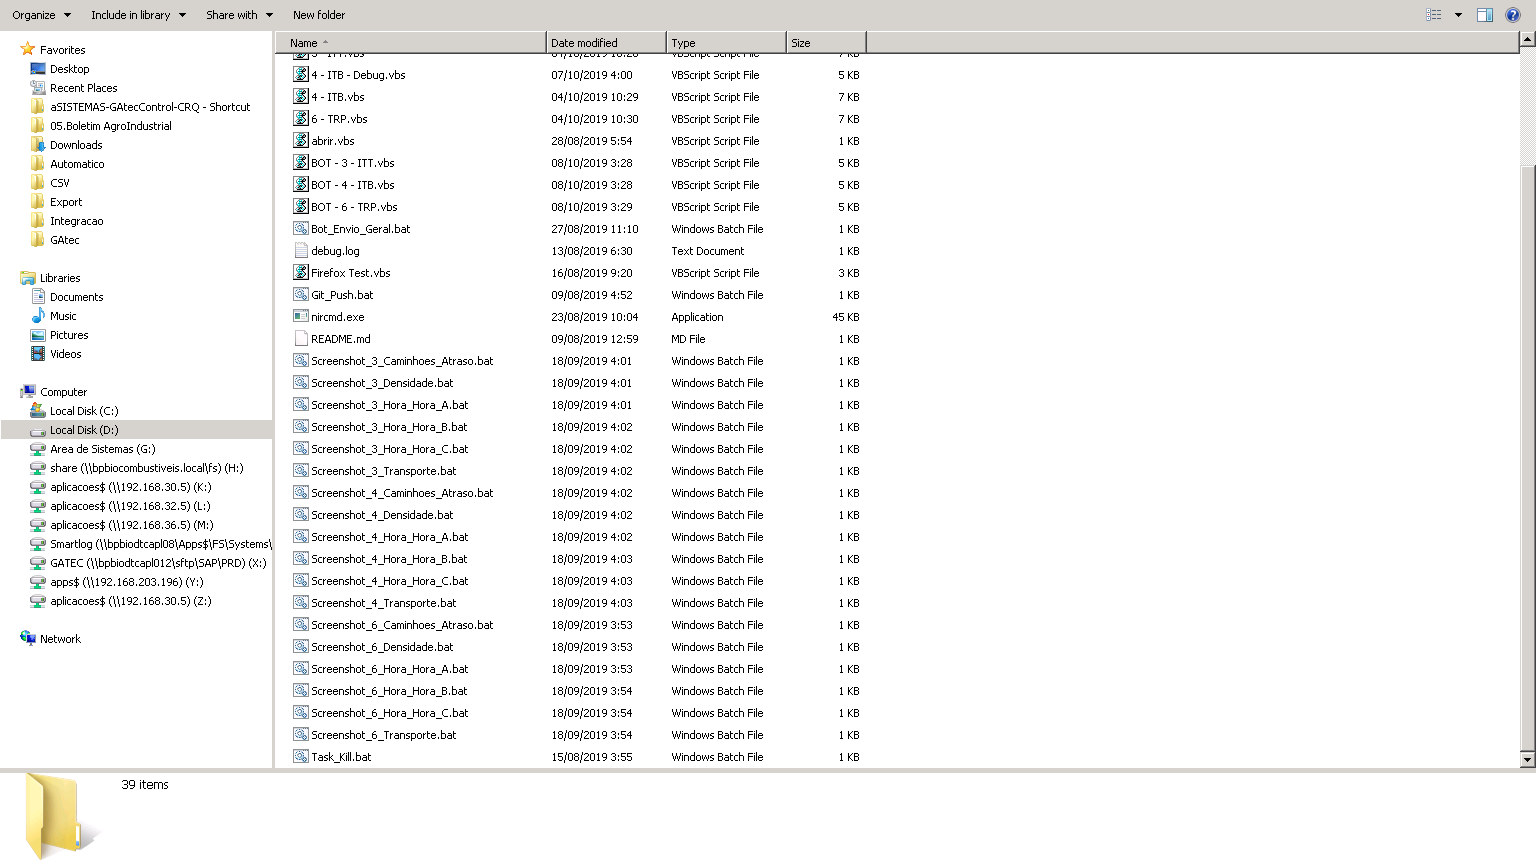 Organize Include in library Share with New folder
Favorites
Desktop
Recent Places
aSISTEMAS-GAtecControl-CRQ - Shortcut
05.Boletim AgroIndustrial
Downloads
Automatico
CSV
Export
Integracao
GAtec
Libraries
Documents
Music
Pictures
Videos
Computer
Local Disk (C:)
Local Disk (D:)
Area de Sistemas (G:)
share (\\bpbiocombustiveis.local\fs) (H:)
aplicacoes$ (\\192.168.30.5) (K:)
aplicacoes$ (\\192.168.32.5) (L:)
aplicacoes$ (\\192.168.36.5) (M:)
Smartlog (\\bpbiodtcapl08\Apps$\FS\Systems\
GATEC (\\bpbiodtcapl012\sftp\SAP\PRD) (X:)
apps$ (\\192.168.203.196) (Y:)
aplicacoes$ (\\192.168.30.5) (Z:)
Network
Name Date modified Type Size
4 - ITB - Debug.vbs 07/10/2019 4:00 VBScript Script File 5 KB
4 - ITB.vbs 04/10/2019 10:29 VBScript Script File 7 KB
6 - TRP.vbs 04/10/2019 10:30 VBScript Script File 7 KB
abrir.vbs 28/08/2019 5:54 VBScript Script File 1 KB
BOT - 3 - ITT.vbs 08/10/2019 3:28 VBScript Script File 5 KB
BOT - 4 - ITB.vbs 08/10/2019 3:28 VBScript Script File 5 KB
BOT - 6 - TRP.vbs 08/10/2019 3:29 VBScript Script File 5 KB
Bot_Envio_Geral.bat 27/08/2019 11:10 Windows Batch File 1 KB
debug.log 13/08/2019 6:30 Text Document 1 KB
Firefox Test.vbs 16/08/2019 9:20 VBScript Script File 3 KB
Git_Push.bat 09/08/2019 4:52 Windows Batch File 1 KB
nircmd.exe 23/08/2019 10:04 Application 45 KB
README.md 09/08/2019 12:59 MD File 1 KB
Screenshot_3_Caminhoes_Atraso.bat 18/09/2019 4:01 Windows Batch File 1 KB
Screenshot_3_Densidade.bat 18/09/2019 4:01 Windows Batch File 1 KB
Screenshot_3_Hora_Hora_A.bat 18/09/2019 4:01 Windows Batch File 1 KB
Screenshot_3_Hora_Hora_B.bat 18/09/2019 4:02 Windows Batch File 1 KB
Screenshot_3_Hora_Hora_C.bat 18/09/2019 4:02 Windows Batch File 1 KB
Screenshot_3_Transporte.bat 18/09/2019 4:02 Windows Batch File 1 KB
Screenshot_4_Caminhoes_Atraso.bat 18/09/2019 4:02 Windows Batch File 1 KB
Screenshot_4_Densidade.bat 18/09/2019 4:02 Windows Batch File 1 KB
Screenshot_4_Hora_Hora_A.bat 18/09/2019 4:02 Windows Batch File 1 KB
Screenshot_4_Hora_Hora_B.bat 18/09/2019 4:03 Windows Batch File 1 KB
Screenshot_4_Hora_Hora_C.bat 18/09/2019 4:03 Windows Batch File 1 KB
Screenshot_4_Transporte.bat 18/09/2019 4:03 Windows Batch File 1 KB
Screenshot_6_Caminhoes_Atraso.bat 18/09/2019 3:53 Windows Batch File 1 KB
Screenshot_6_Densidade.bat 18/09/2019 3:53 Windows Batch File 1 KB
Screenshot_6_Hora_Hora_A.bat 18/09/2019 3:53 Windows Batch File 1 KB
Screenshot_6_Hora_Hora_B.bat 18/09/2019 3:54 Windows Batch File 1 KB
Screenshot_6_Hora_Hora_C.bat 18/09/2019 3:54 Windows Batch File 1 KB
Screenshot_6_Transporte.bat 18/09/2019 3:54 Windows Batch File 1 KB
Task_Kill.bat 15/08/2019 3:55 Windows Batch File 1 KB
39 items